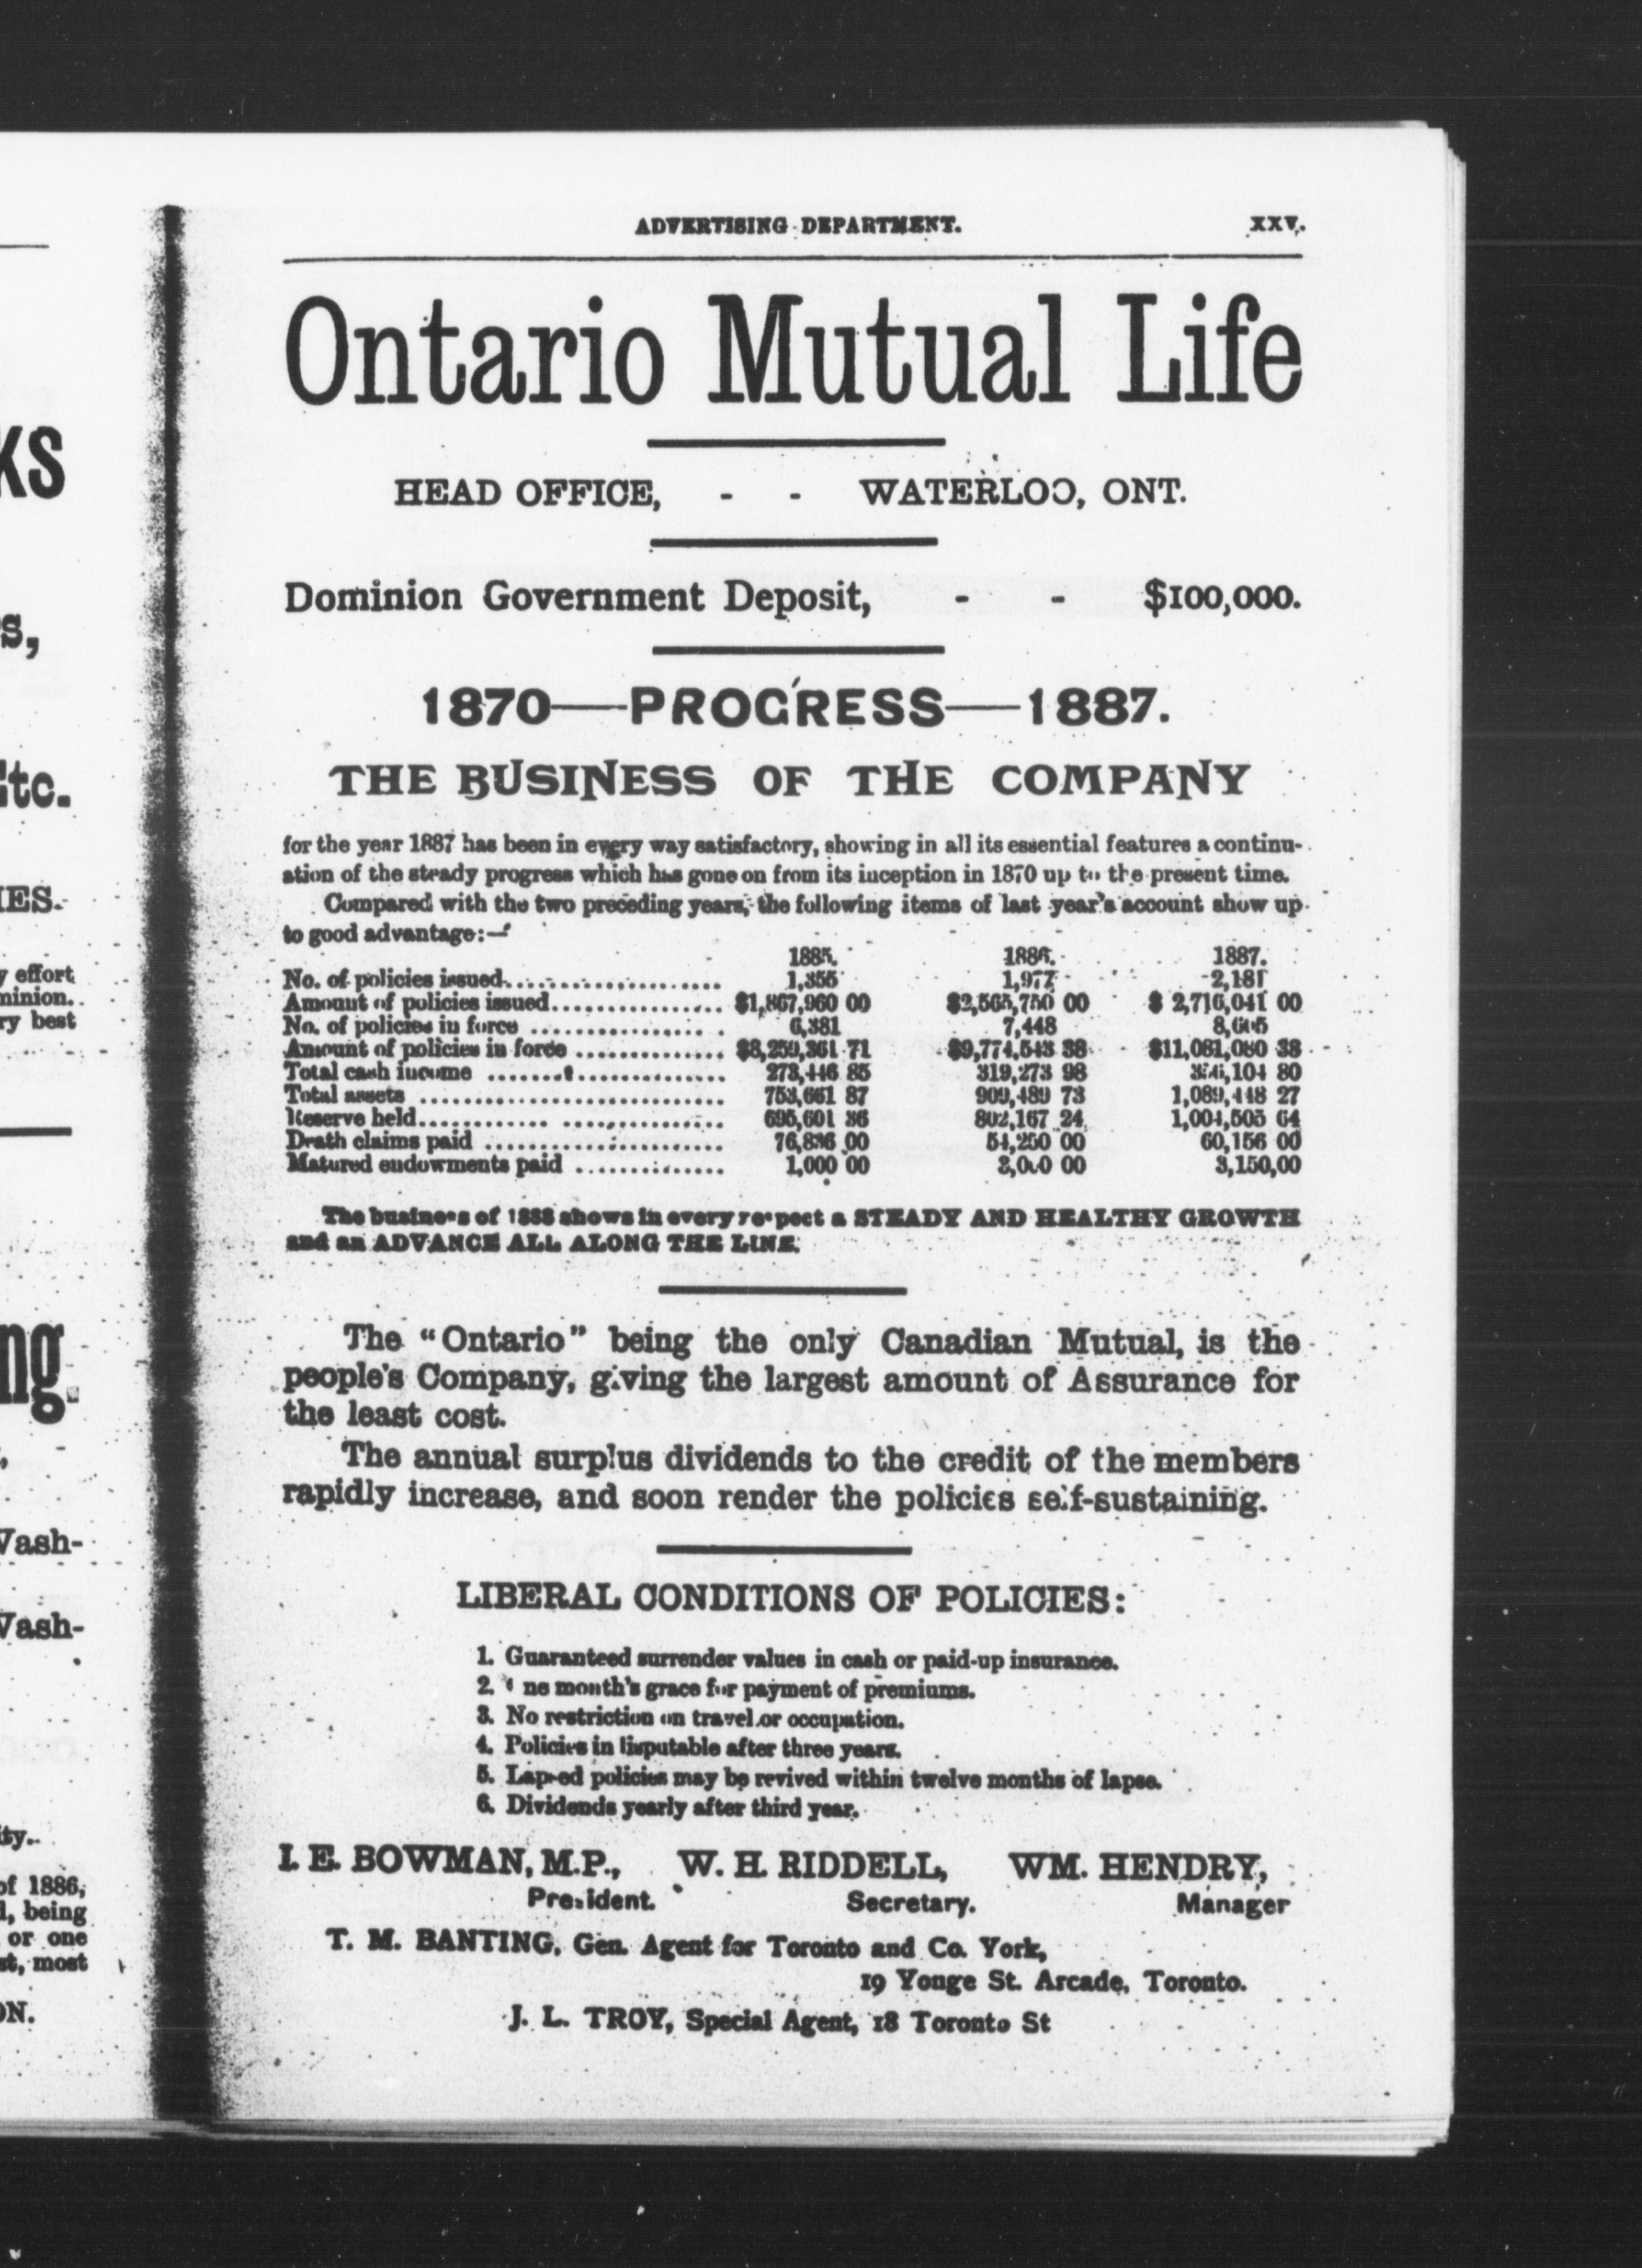 ADVERTISING DEPARTMENT. XXV.
Ontario Mutual Life
HEAD OFFICE, - - WATERLOO, ONT.
Dominion Government Deposit, - - $100,000.
1870—PROGRESS—1887.
THE BUSINESS OF THE COMPANY
for the year 1887 has been in every way satisfactory, showing in all its essential features a continu-
ation of the steady progress which has gone on from its inception in 1870 up to the present time.
Compared with the two preceding years, the following items of last year's account show up
to good advantage:—
1885. 1886. 1887.
No. of policies issued 1,355 1,977 2,181
Amount of policies issued $1,867,960 00 $2,565,750 00 $ 2,716,041 00
No. of policies in force 6,381 7,448 8,605
Amount of policies in force $8,259,361 71 $9,774,543 38 $11,081,080 38
Total cash income 273,446 85 319,273 98 104 80
Total assets 753,661 87 909,489 73 1,089,448 27
Reserve held 695,601 36 802,167 24 1,004,505 64
Death claims paid 76,836 00 54,250 00 60,156 00
Matured endowments paid 1,000 00 00 3,150,00
The business of 1888 shows in every respect a STEADY AND HEALTHY GROWTH
and an ADVANCE ALL ALONG THE LINE.
The "Ontario" being the only Canadian Mutual, is the
people's Company, giving the largest amount of Assurance for
the least cost.
The annual surplus dividends to the credit of the members
rapidly increase, and soon render the policies self-sustaining.
LIBERAL CONDITIONS OF POLICIES:
1. Guaranteed surrender values in cash or paid-up insurance.
2. One month's grace for payment of premiums.
3. No restriction on travel or occupation.
4. Policies indisputable after three years.
5. Lapsed policies may be revived within twelve months of lapse.
6. Dividends yearly after third year.
I. E. BOWMAN, M.P., W. H. RIDDELL, WM. HENDRY,
President. Secretary. Manager
T. M. BANTING, Gen. Agent for Toronto and Co. York,
19 Yonge St. Arcade, Toronto.
J. L. TROY, Special Agent, 18 Toronto St